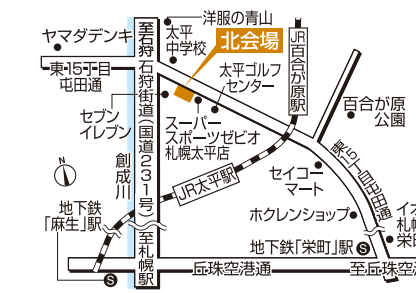 至石狩
洋服の青山
ヤマダデンキ
太平
中学校
北会場
JR百合が原駅
東15丁目
屯田通
石狩街道(国道231号)
太平ゴルフ
センター
百合が原
公園
セブン
イレブン
スーパー
スポーツゼビオ
札幌太平店
東15丁目屯田通
N
創成川
JR太平駅
セイコー
マート
地下鉄
「麻生」駅
ホクレンショップ
札幌
栄町
地下鉄「栄町」駅
S
至札幌駅
丘珠空港通
至丘珠空
S